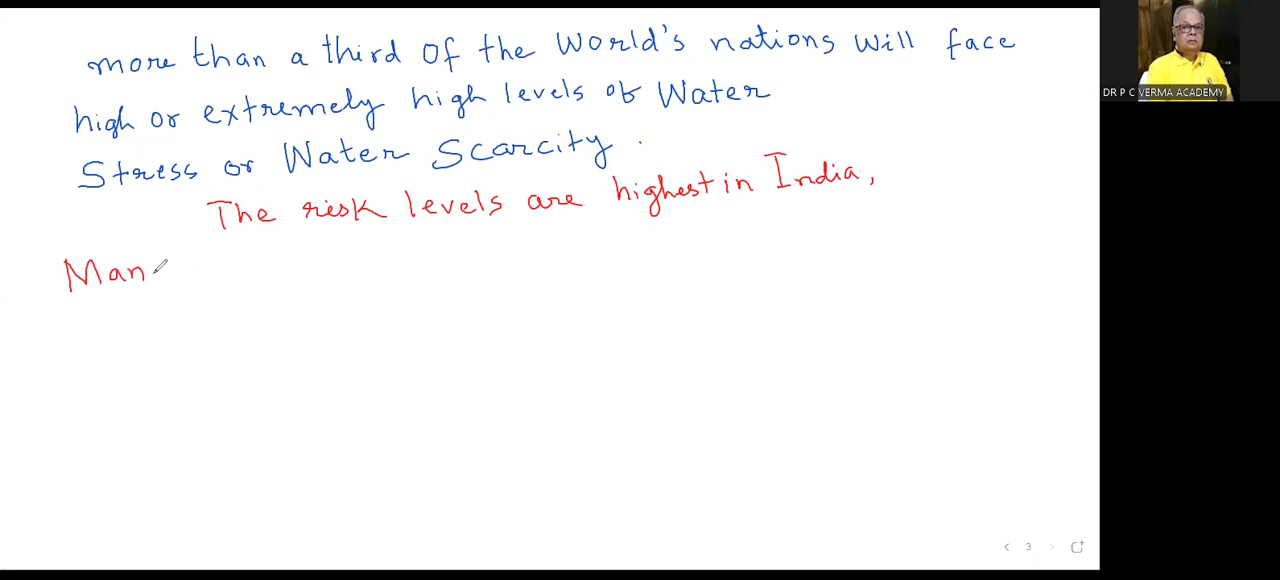 more than a third of the World's nations will face
high or extremely high levels of Water
Stress or Water Scarcity.
The risk levels are highest in India,
Man
3
DR P C VERMA ACADEMY